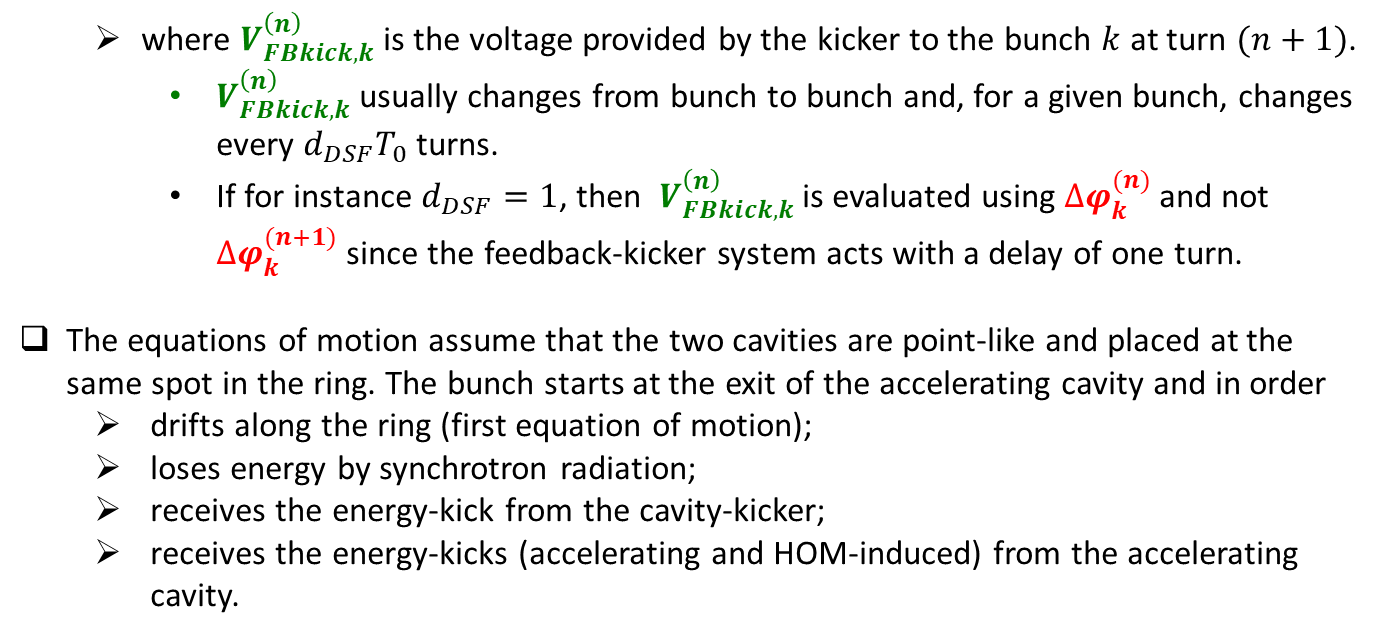 ➢ where V_{FBkick,k}^{(n)} is the voltage provided by the kicker to the bunch k at turn (n + 1).
• V_{FBkick,k}^{(n)} usually changes from bunch to bunch and, for a given bunch, changes
every d_{DSF}T_0 turns.
• If for instance d_{DSF} = 1, then V_{FBkick,k}^{(n)} is evaluated using Δφ_k^{(n)} and not
Δφ_k^{(n+1)} since the feedback-kicker system acts with a delay of one turn.
❑ The equations of motion assume that the two cavities are point-like and placed at the
same spot in the ring. The bunch starts at the exit of the accelerating cavity and in order
➢ drifts along the ring (first equation of motion);
➢ loses energy by synchrotron radiation;
➢ receives the energy-kick from the cavity-kicker;
➢ receives the energy-kicks (accelerating and HOM-induced) from the accelerating
cavity.